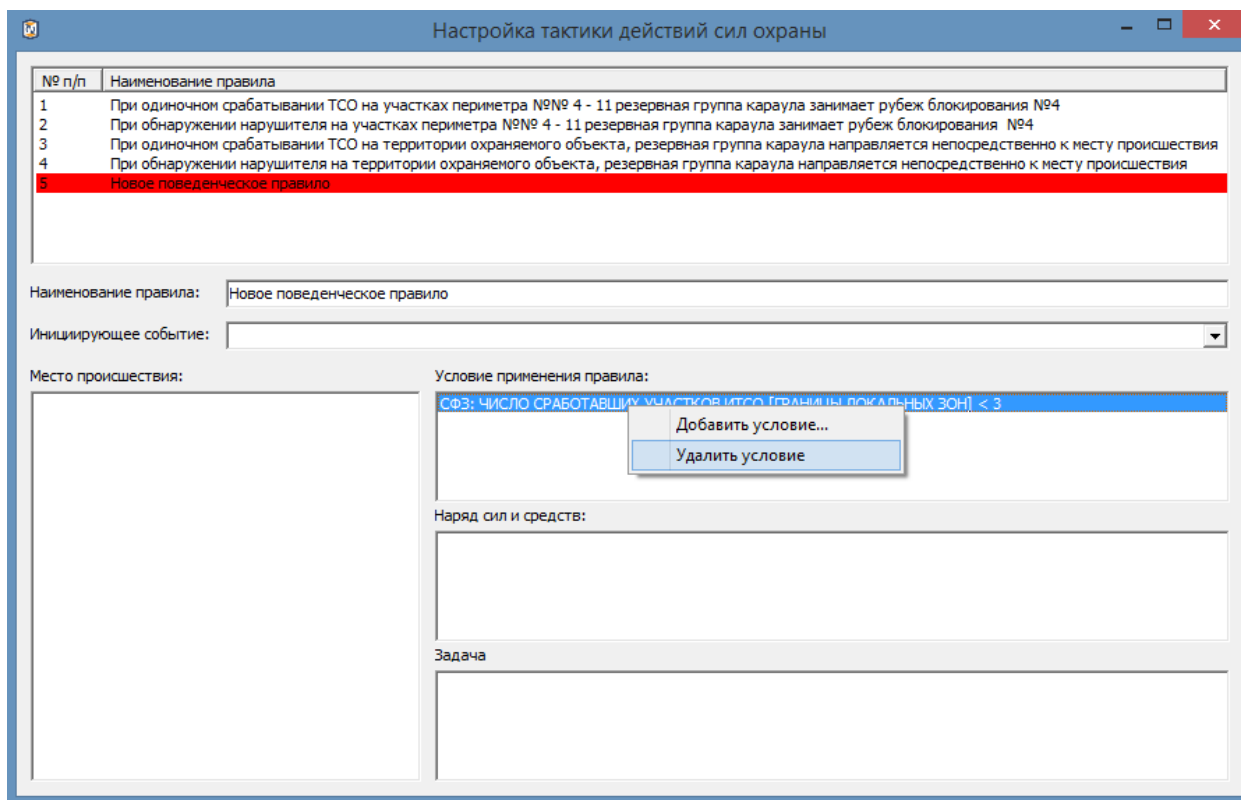 Настройка тактики действий сил охраны
№ п/п Наименование правила
1 При одиночном срабатывании ТСО на участках периметра №№ 4 - 11 резервная группа караула занимает рубеж блокирования №4
2 При обнаружении нарушителя на участках периметра №№ 4 - 11 резервная группа караула занимает рубеж блокирования №4
3 При одиночном срабатывании ТСО на территории охраняемого объекта, резервная группа караула направляется непосредственно к месту происшествия
4 При обнаружении нарушителя на территории охраняемого объекта, резервная группа караула направляется непосредственно к месту происшествия
5 Новое поведенческое правило
Наименование правила: Новое поведенческое правило
Инициирующее событие:
Место происшествия:
Условие применения правила:
СФЗ: ЧИСЛО СРАБОТАВШИХ УЧАСТКОВ ИТСО [ГРАНИЦЫ ЛОКАЛЬНЫХ ЗОН] < 3
Добавить условие...
Удалить условие
Наряд сил и средств:
Задача